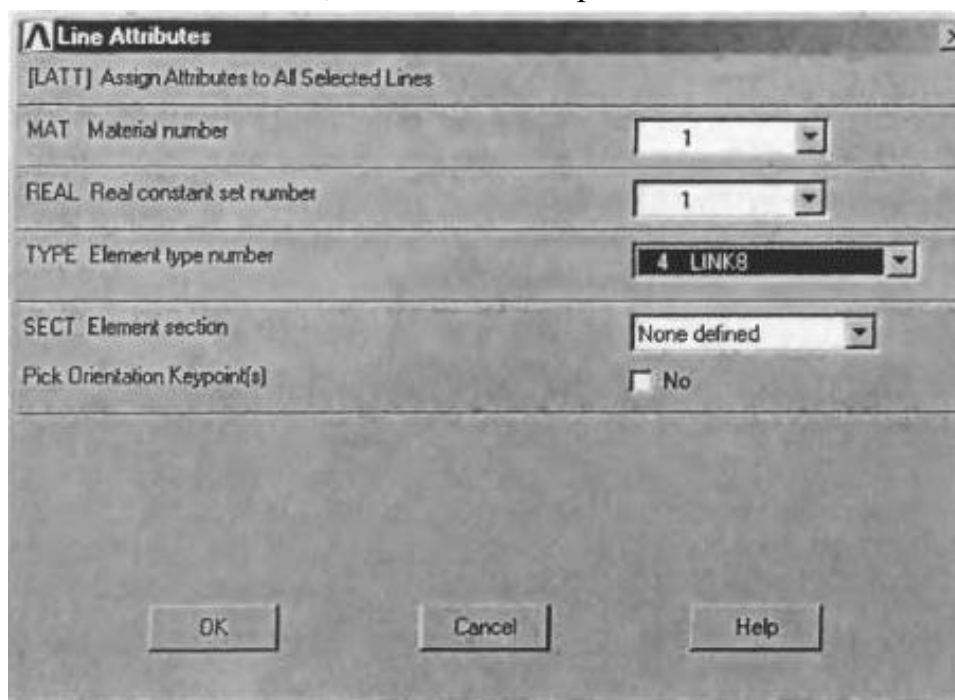 Line Attributes
[LATT] Assign Attributes to All Selected Lines
MAT Material number 1
REAL Real constant set number 1
TYPE Element type number 4 LINK8
SECT Element section None defined
Pick Orientation Keypoint(s) No
OK Cancel Help